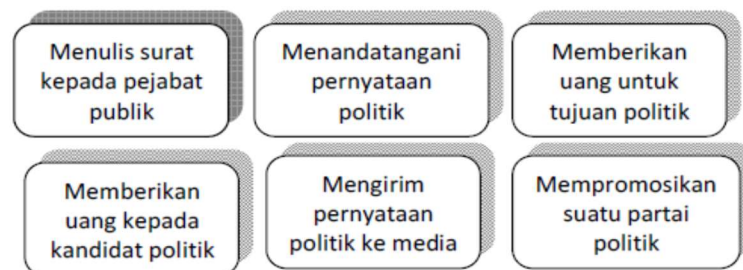 Menulis surat
kepada pejabat
publik
Menandatangani
pernyataan
politik
Memberikan
uang untuk
tujuan politik
Memberikan
uang kepada
kandidat politik
Mengirim
pernyataan
politik ke media
Mempromosikan
suatu partai
politik